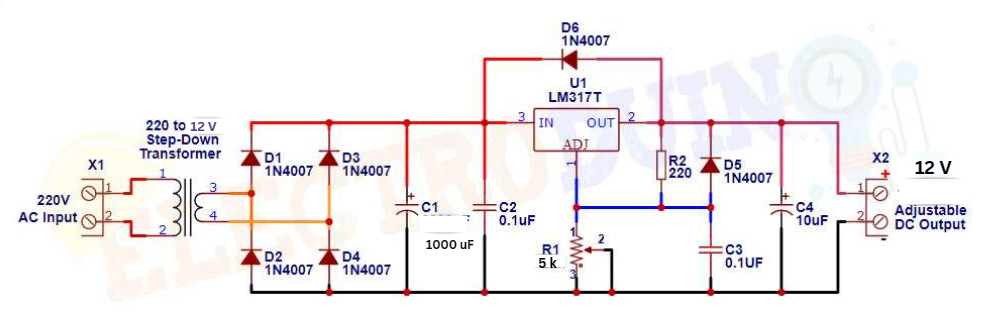 D6
1N4007
U1
LM317T
3 IN OUT 2
ADJ
1
220 to 12 V
Step-Down
Transformer
X1
1
2
220V
AC Input
1
2
3
4
D1
1N4007
D3
1N4007
D2
1N4007
D4
1N4007
+
C1
1000 uF
C2
0.1uF
R2
220
D5
1N4007
R1
5 k
1
2
3
C3
0.1UF
+
C4
10uF
X2
+
12 V
1
2
Adjustable
DC Output
-
ELECTRODUINO